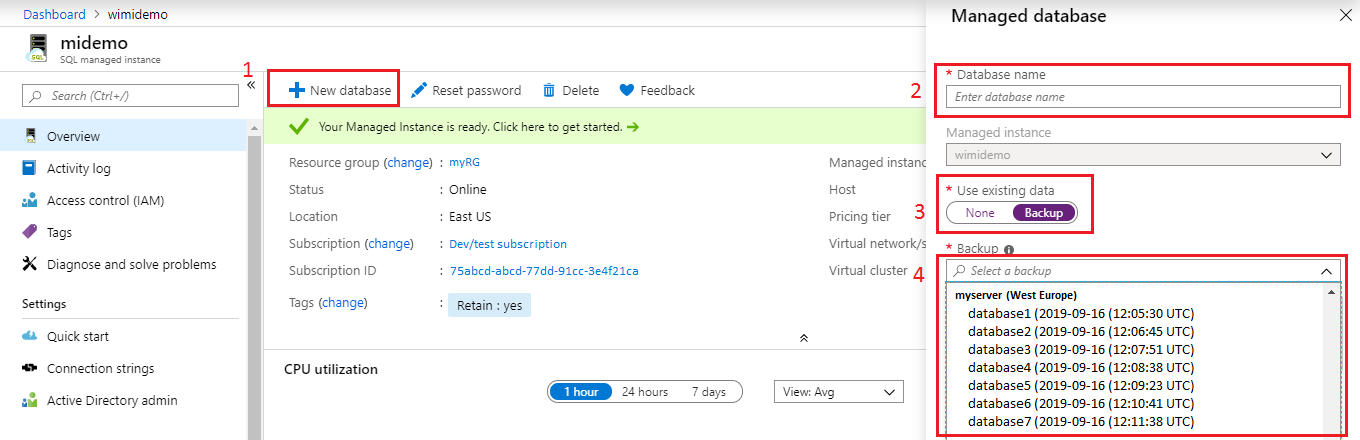 Dashboard > wimidemo
midemo
SQL managed instance
SQL
1
«
Search (Ctrl+/)
Overview
Activity log
Access control (IAM)
Tags
Diagnose and solve problems
Settings
Quick start
Connection strings
Active Directory admin
+ New database
Reset password
Delete
Feedback
Your Managed Instance is ready. Click here to get started. →
Resource group (change) : myRG
Status : Online
Location : East US
Subscription (change) : Dev/test subscription
Subscription ID : 75abcd-abcd-77dd-91cc-3e4f21ca
Tags (change) : Retain : yes
Managed instanc
Host
Pricing tier
Virtual network/s
Virtual cluster
CPU utilization
1 hour 24 hours 7 days
View: Avg
Managed database
2
* Database name
Enter database name
Managed instance
wimidemo
3
* Use existing data
None Backup
* Backup
4
Select a backup
myserver (West Europe)
database1 (2019-09-16 (12:05:30 UTC)
database2 (2019-09-16 (12:06:45 UTC)
database3 (2019-09-16 (12:07:51 UTC)
database4 (2019-09-16 (12:08:38 UTC)
database5 (2019-09-16 (12:09:23 UTC)
database6 (2019-09-16 (12:10:41 UTC)
database7 (2019-09-16 (12:11:38 UTC)